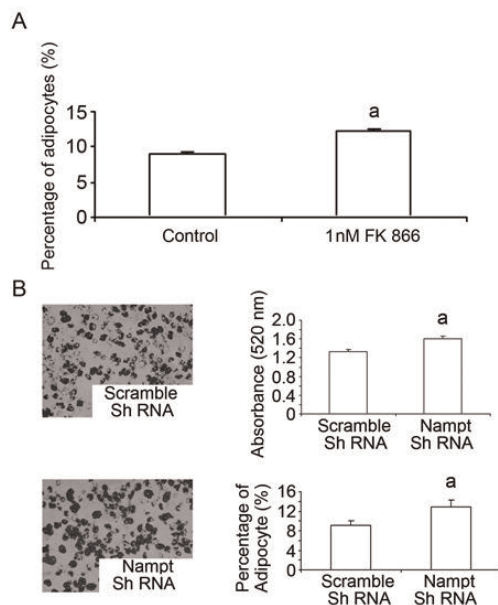 A
Percentage of adipocytes (%)
15
10
5
0
a
Control
1nM FK 866
B
Scramble
Sh RNA
Absorbance (520 nm)
2.0
1.6
1.2
0.8
0.4
0
a
Scramble
Sh RNA
Nampt
Sh RNA
Nampt
Sh RNA
Percentage of
Adipocyte (%)
16
12
8
4
0
a
Scramble
Sh RNA
Nampt
Sh RNA